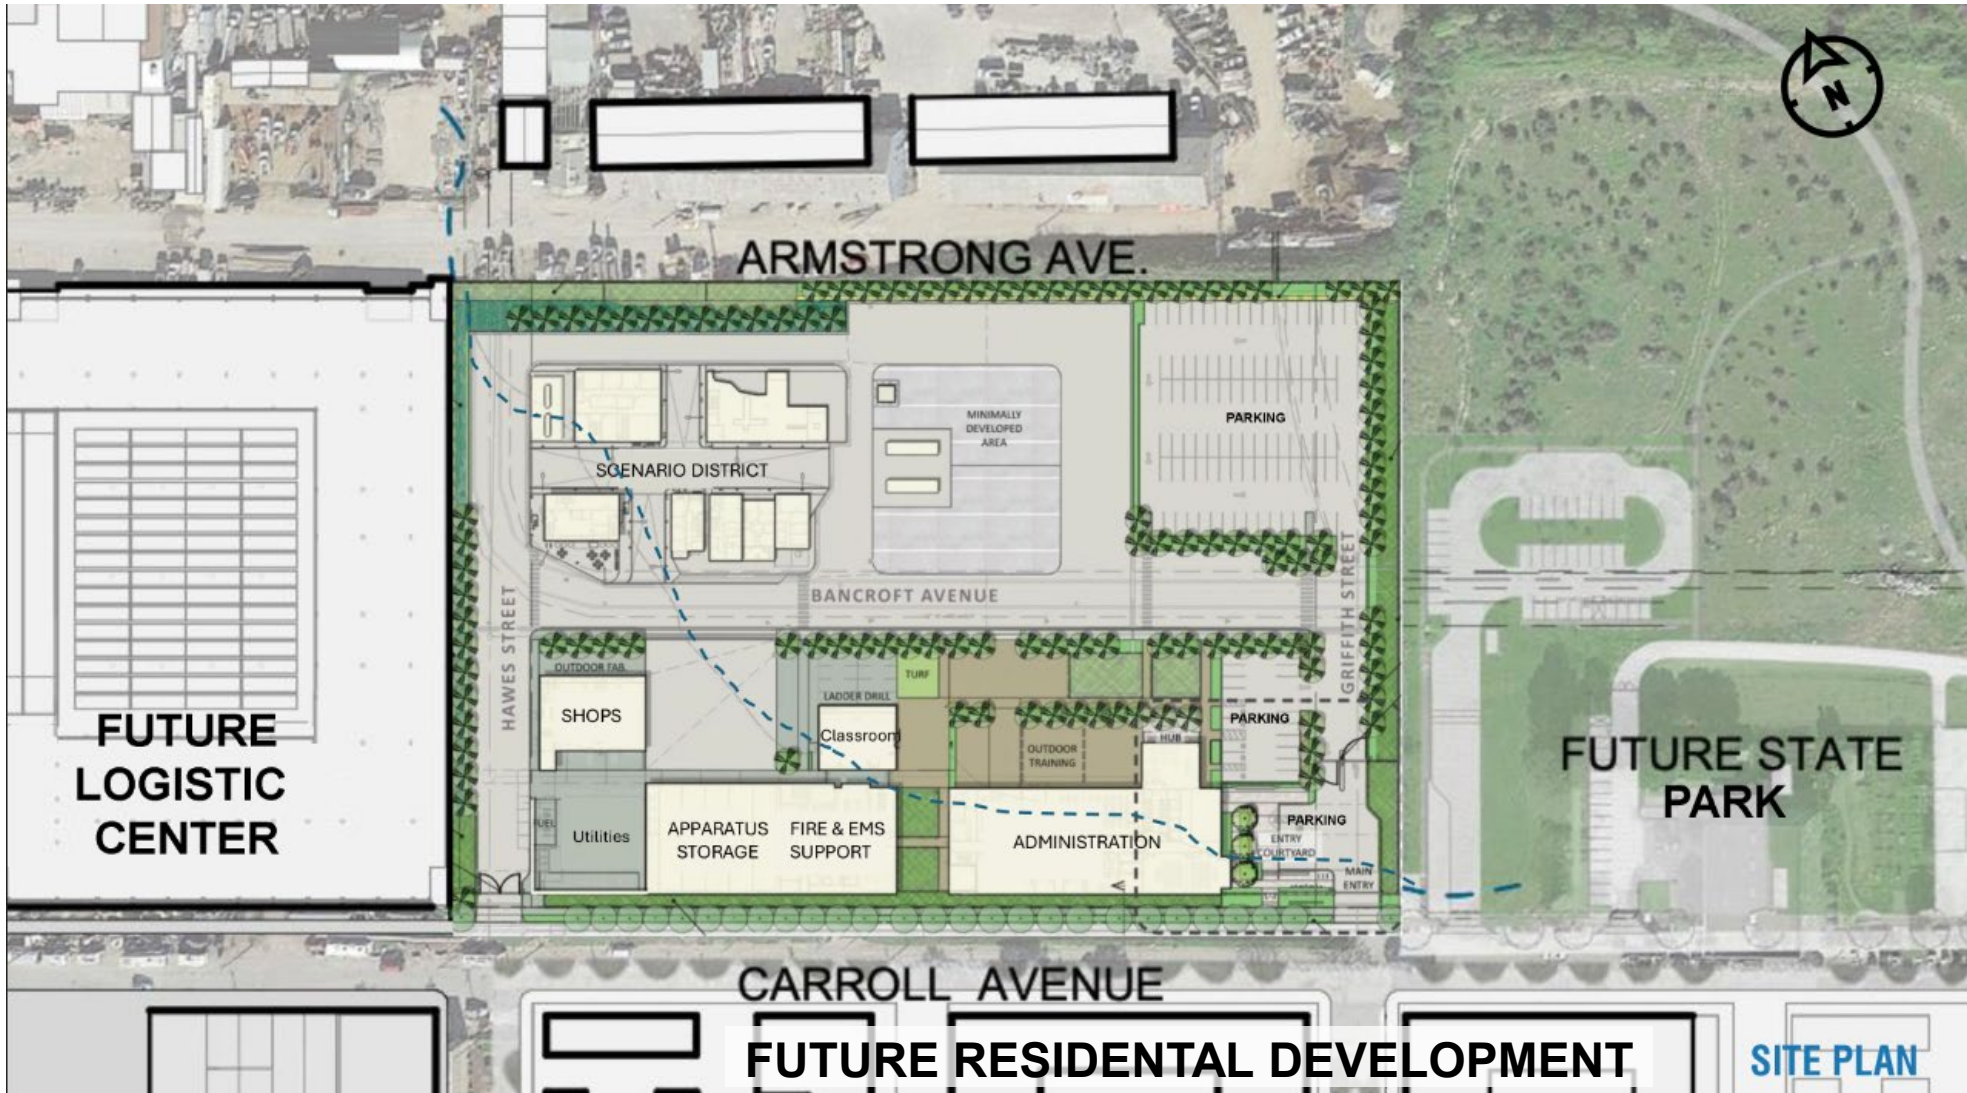 N
ARMSTRONG AVE.
MINIMALLY
DEVELOPED
AREA
PARKING
SCENARIO DISTRICT
BANCROFT AVENUE
HAWES STREET
GRIFFITH STREET
OUTDOOR FAB.
TURF
LADDER DRILL
SHOPS
Classroom
PARKING
HUB
OUTDOOR
TRAINING
FUTURE
LOGISTIC
CENTER
FUTURE STATE
PARK
FUEL
Utilities
APPARATUS
STORAGE
FIRE & EMS
SUPPORT
ADMINISTRATION
PARKING
ENTRY
COURTYARD
MAIN
ENTRY
CARROLL AVENUE
FUTURE RESIDENTAL DEVELOPMENT
SITE PLAN